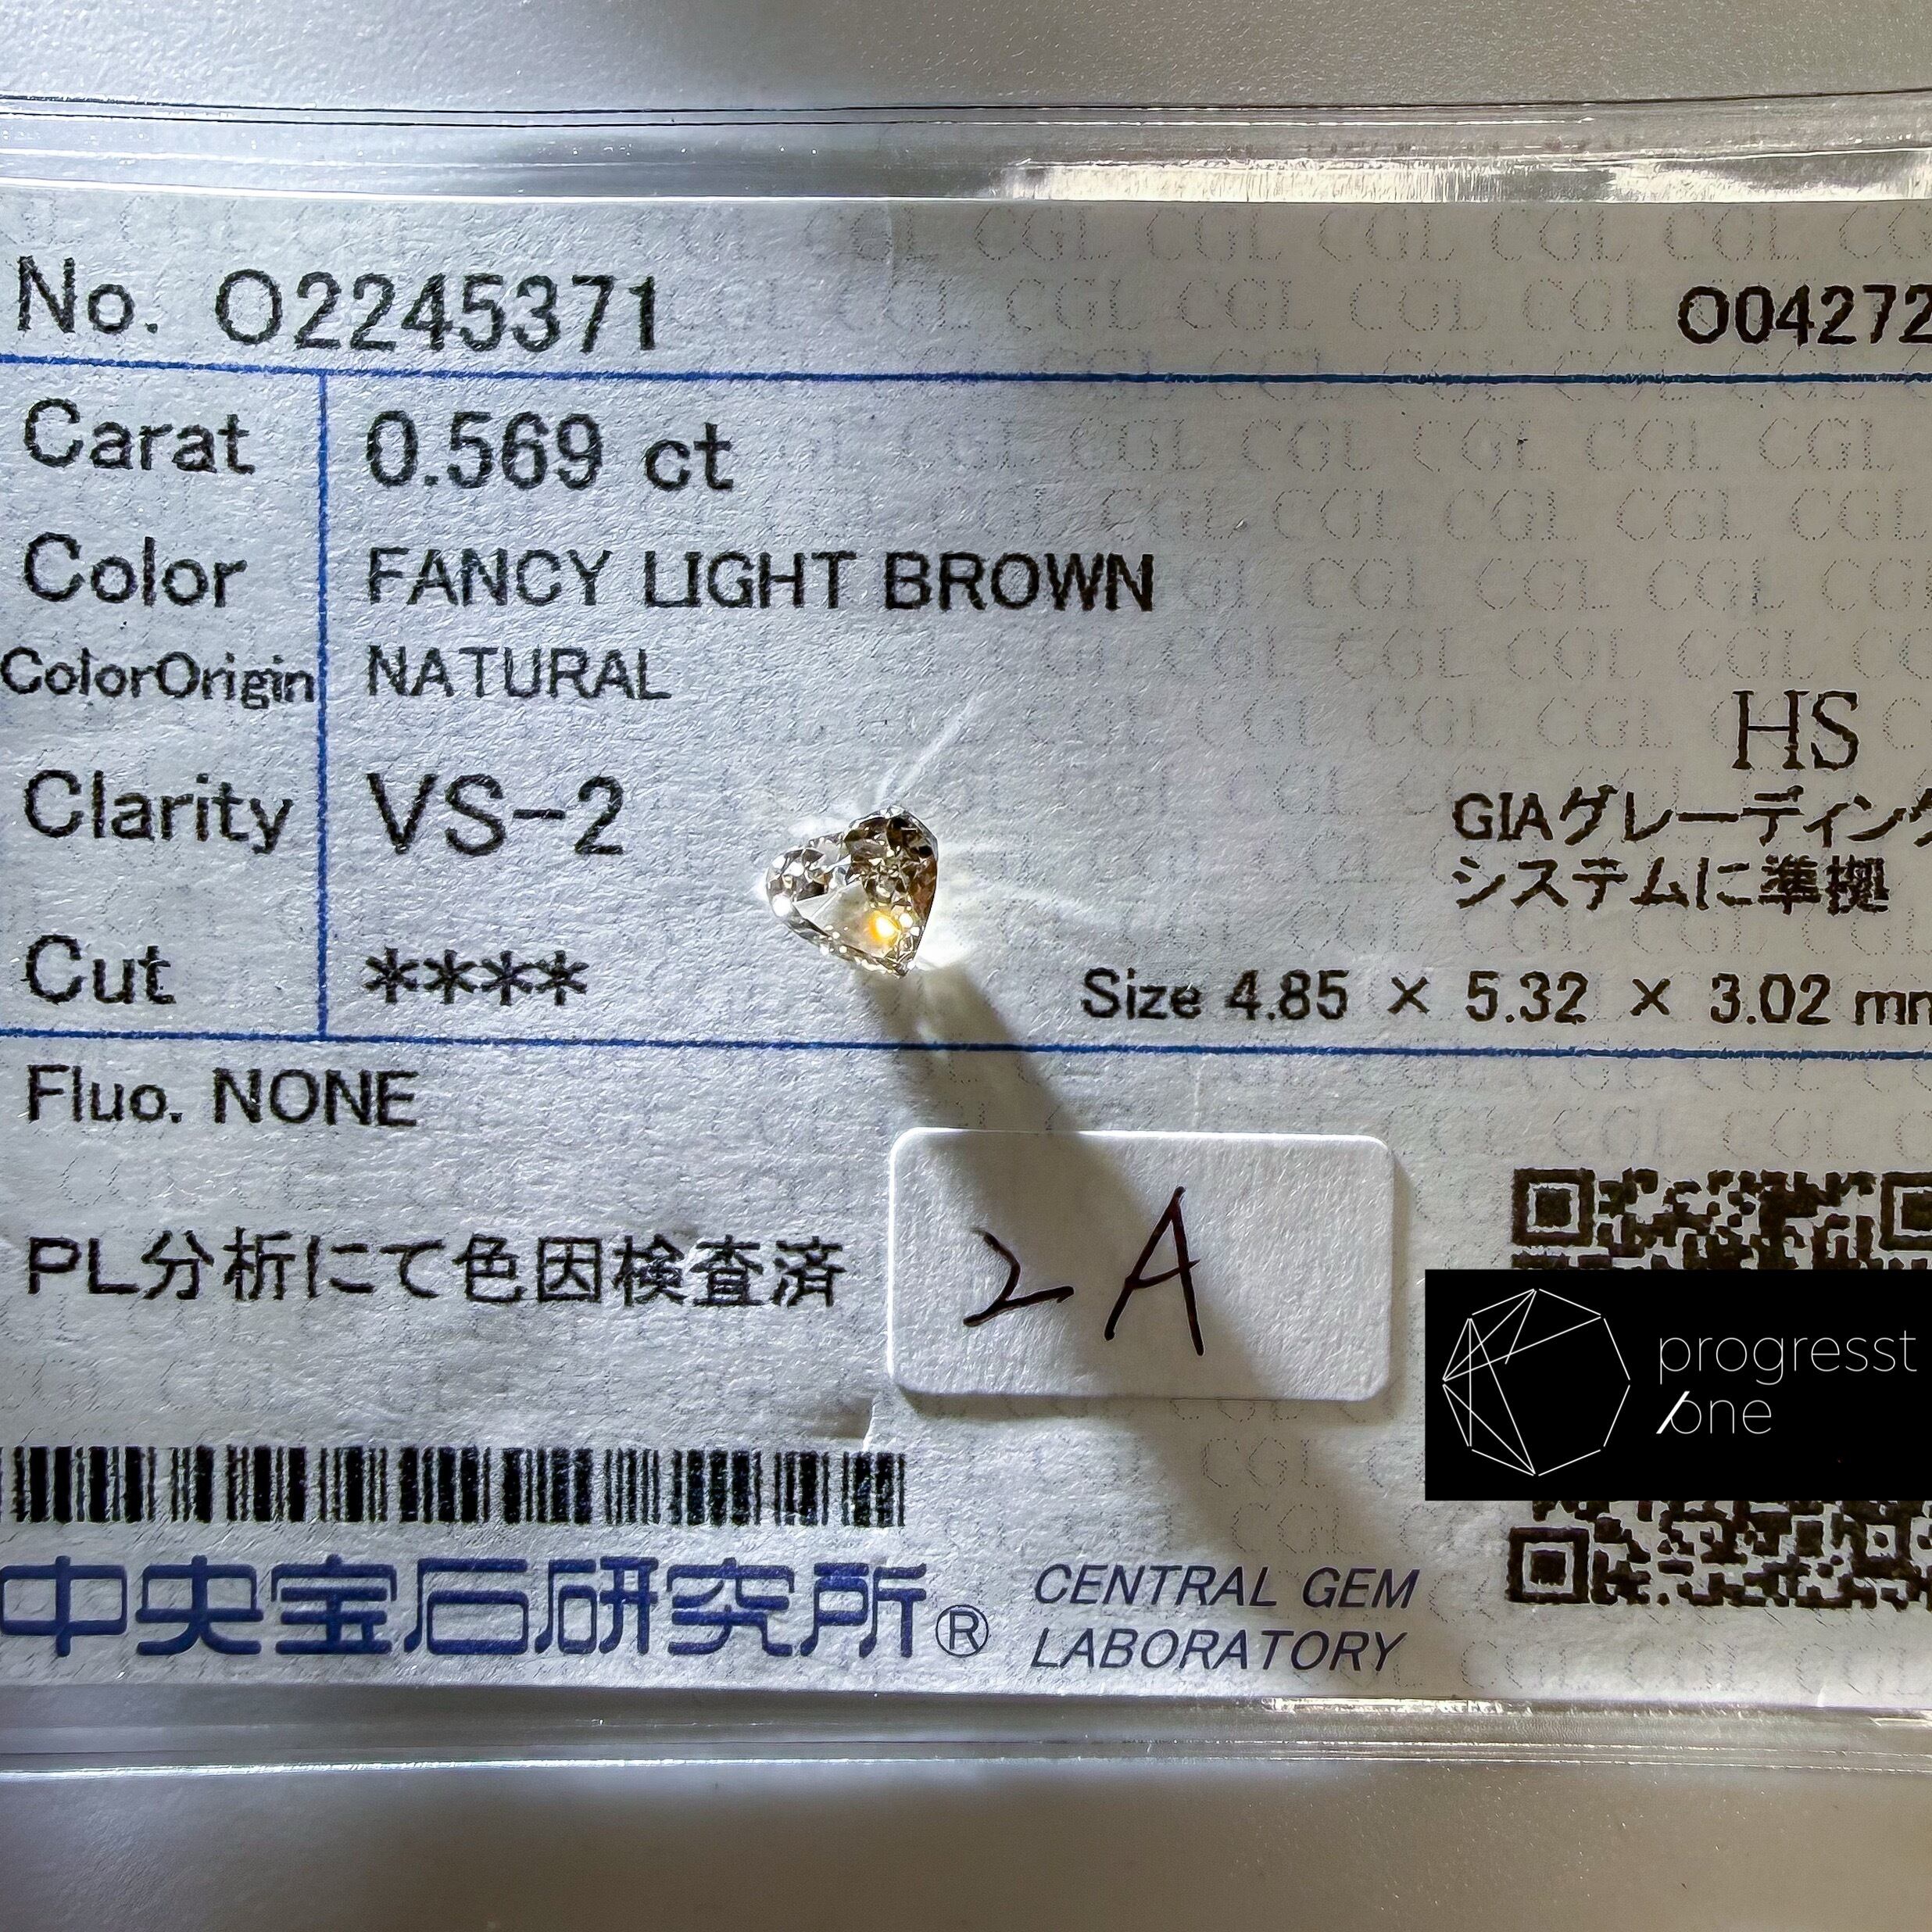 No. O2245371
O04272
Carat 0.569 ct
Color FANCY LIGHT BROWN
ColorOrigin NATURAL
HS
Clarity VS-2
GIAグレーディング
システムに準拠
Cut ****
Size 4.85 × 5.32 × 3.02 mm
Fluo. NONE
2A
PL分析にて色因検査済
progresst
one
中央宝石研究所®
CENTRAL GEM
LABORATORY